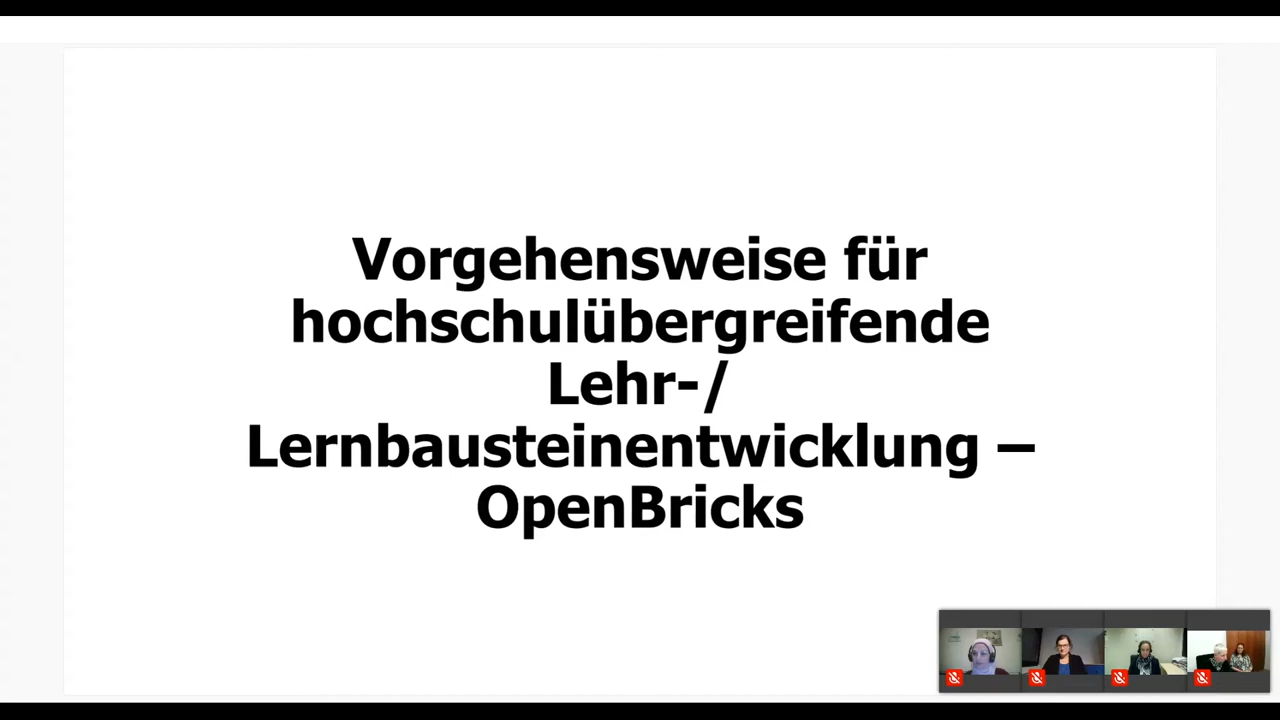 Vorgehensweise für
hochschulübergreifende
Lehr-/
Lernbausteinentwicklung –
OpenBricks